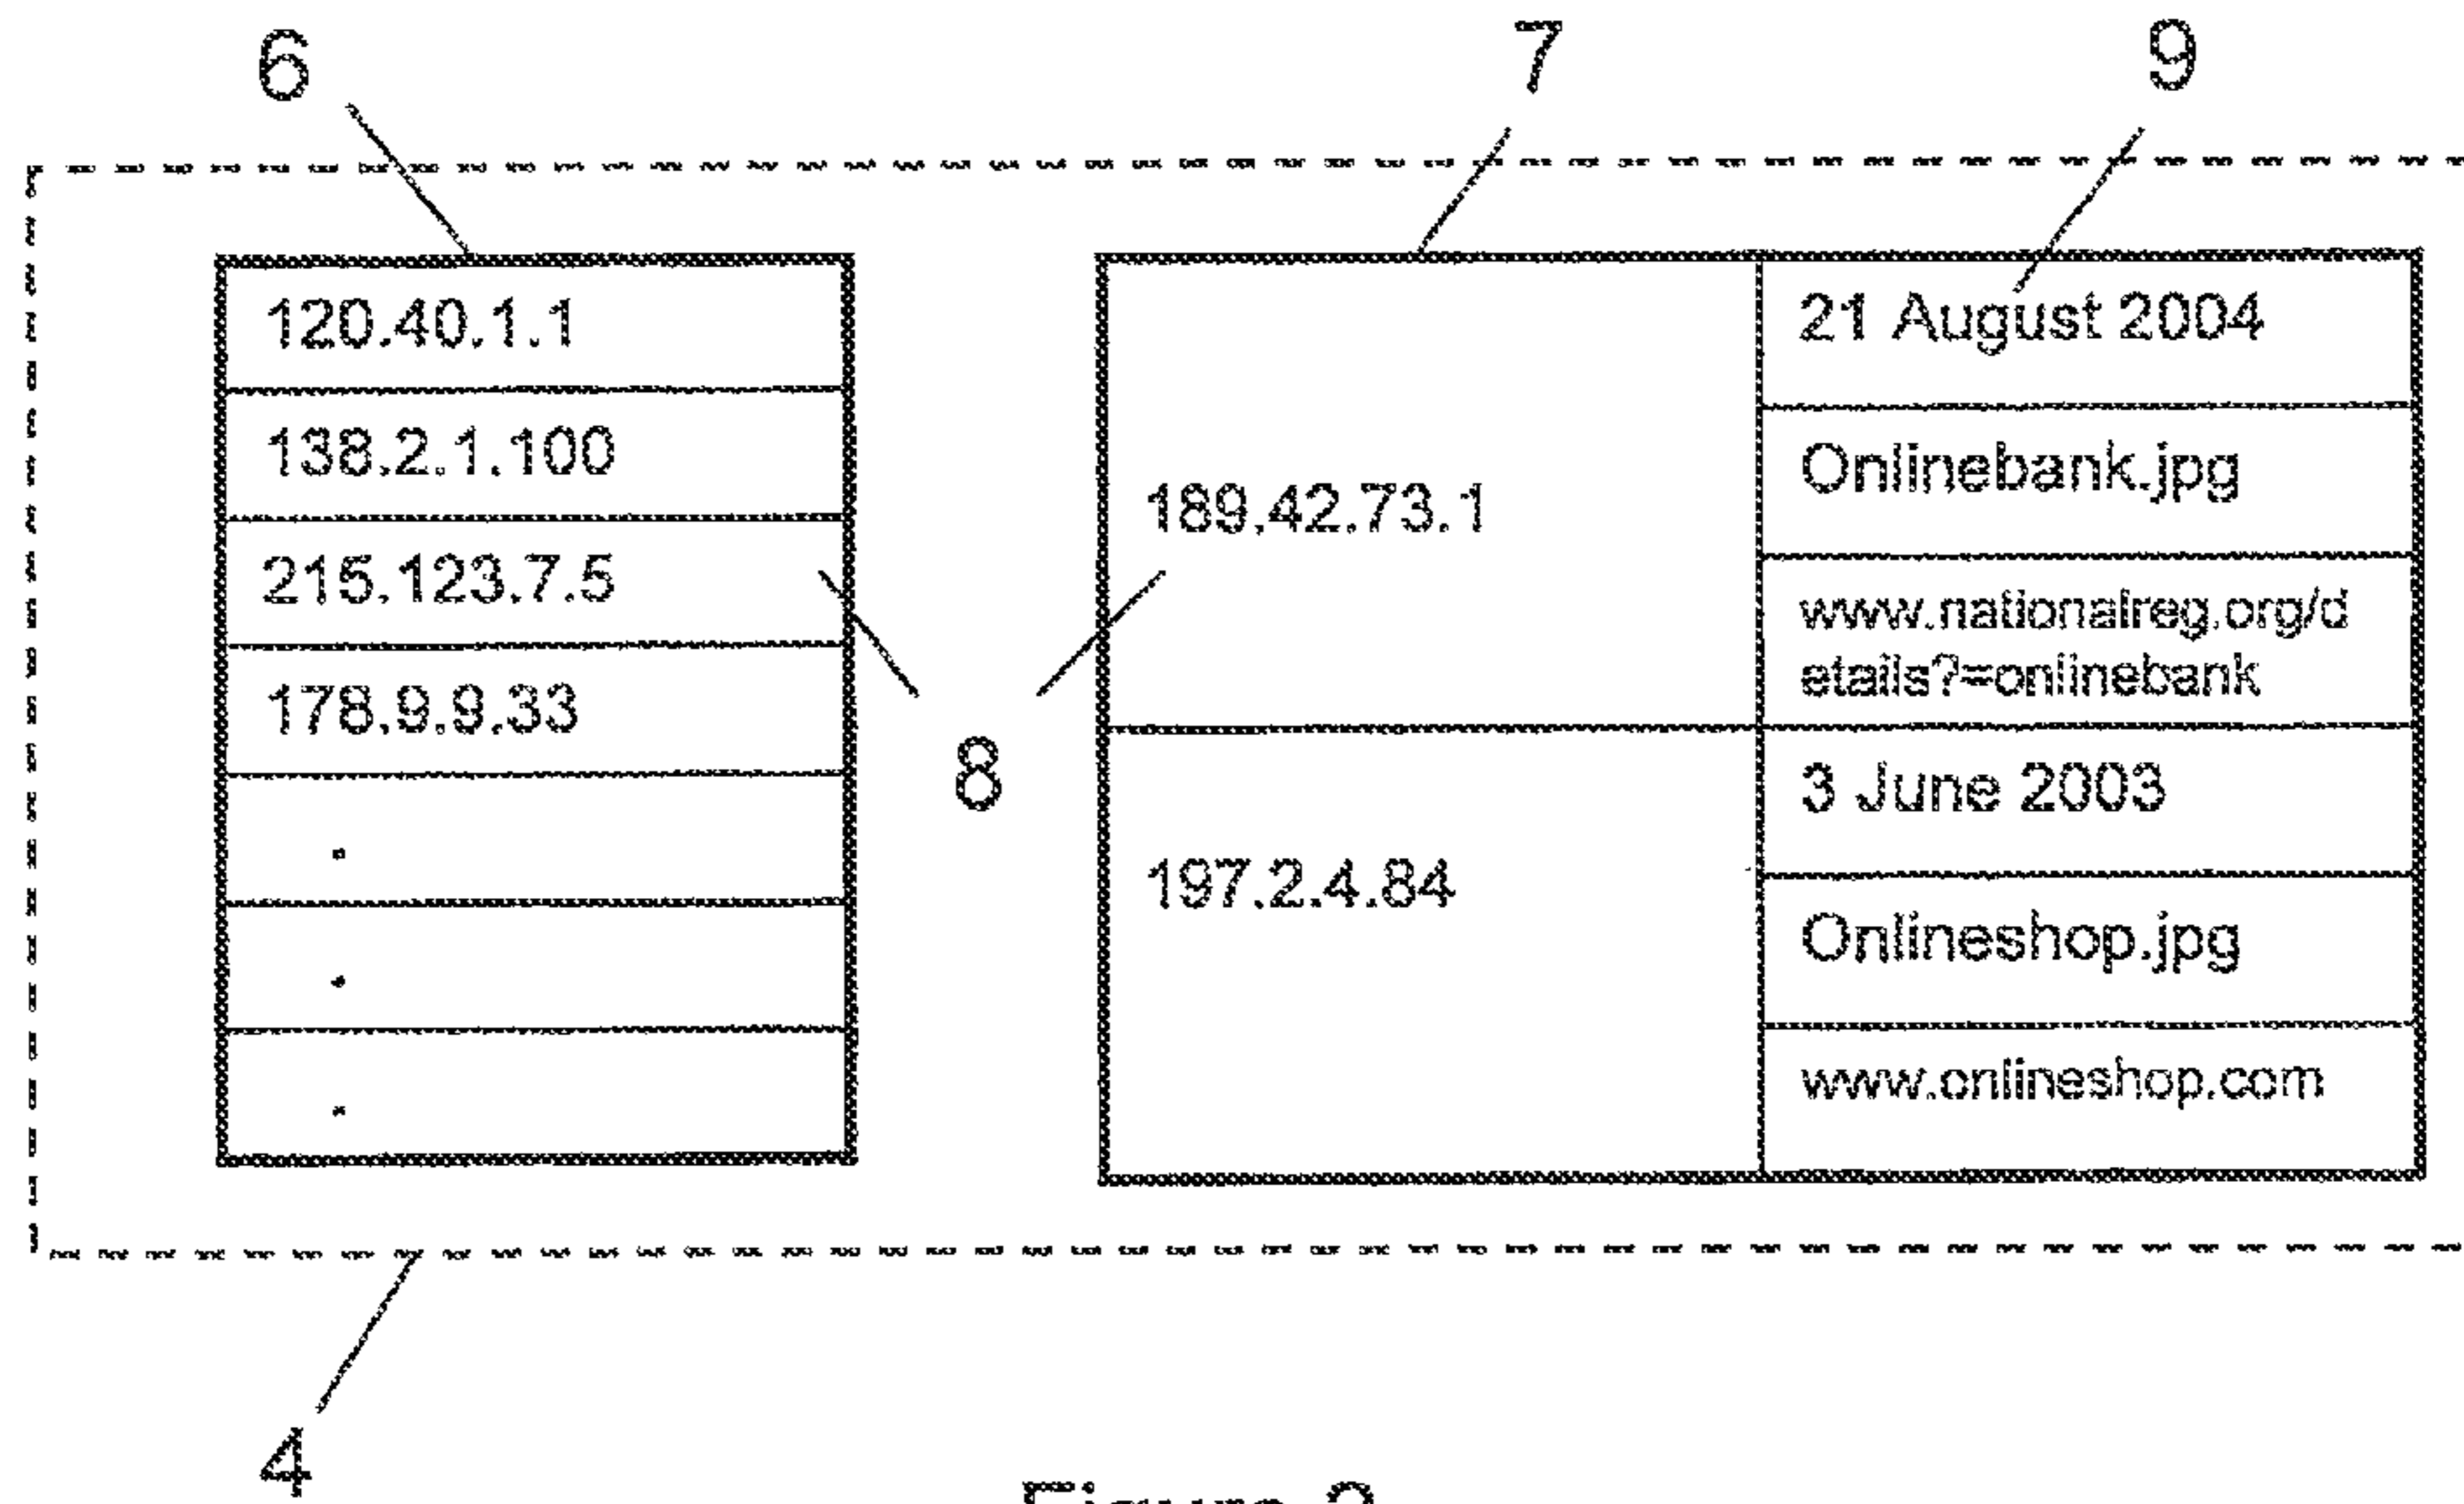 6
7
9
120.40.1.1
138.2.1.100
215.123.7.5
178.9.9.33
.
.
.
8
189.42.73.1
21 August 2004
Onlinebank.jpg
www.nationalreg.org/d
etails?=onlinebank
197.2.4.84
3 June 2003
Onlineshop.jpg
www.onlineshop.com
4
Figure